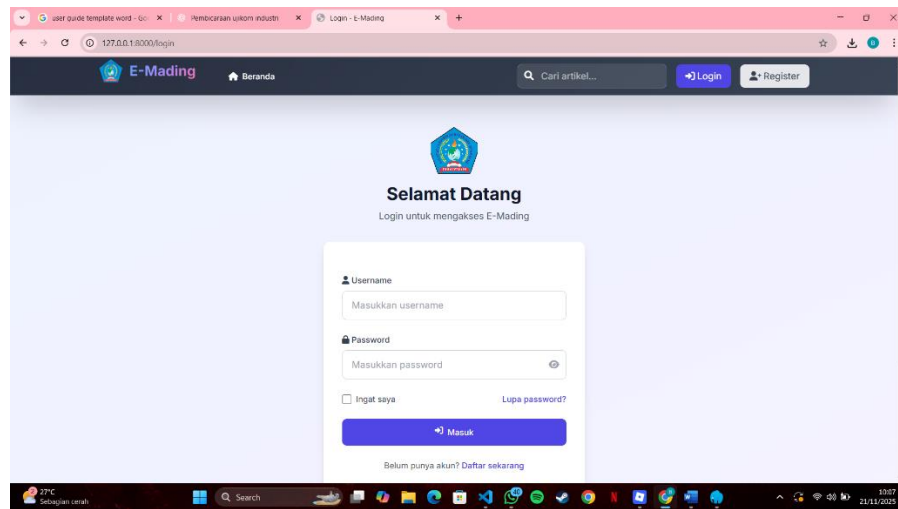 user guide template word - Go
Pembicaraan ujikom industri
Login - E-Mading
127.0.0.1:8000/login
E-Mading
Beranda
Cari artikel...
Login
Register
Selamat Datang
Login untuk mengakses E-Mading
Username
Masukkan username
Password
Masukkan password
Ingat saya
Lupa password?
Masuk
Belum punya akun? Daftar sekarang
27°C
Sebagian cerah
Search
10:07
21/11/2025